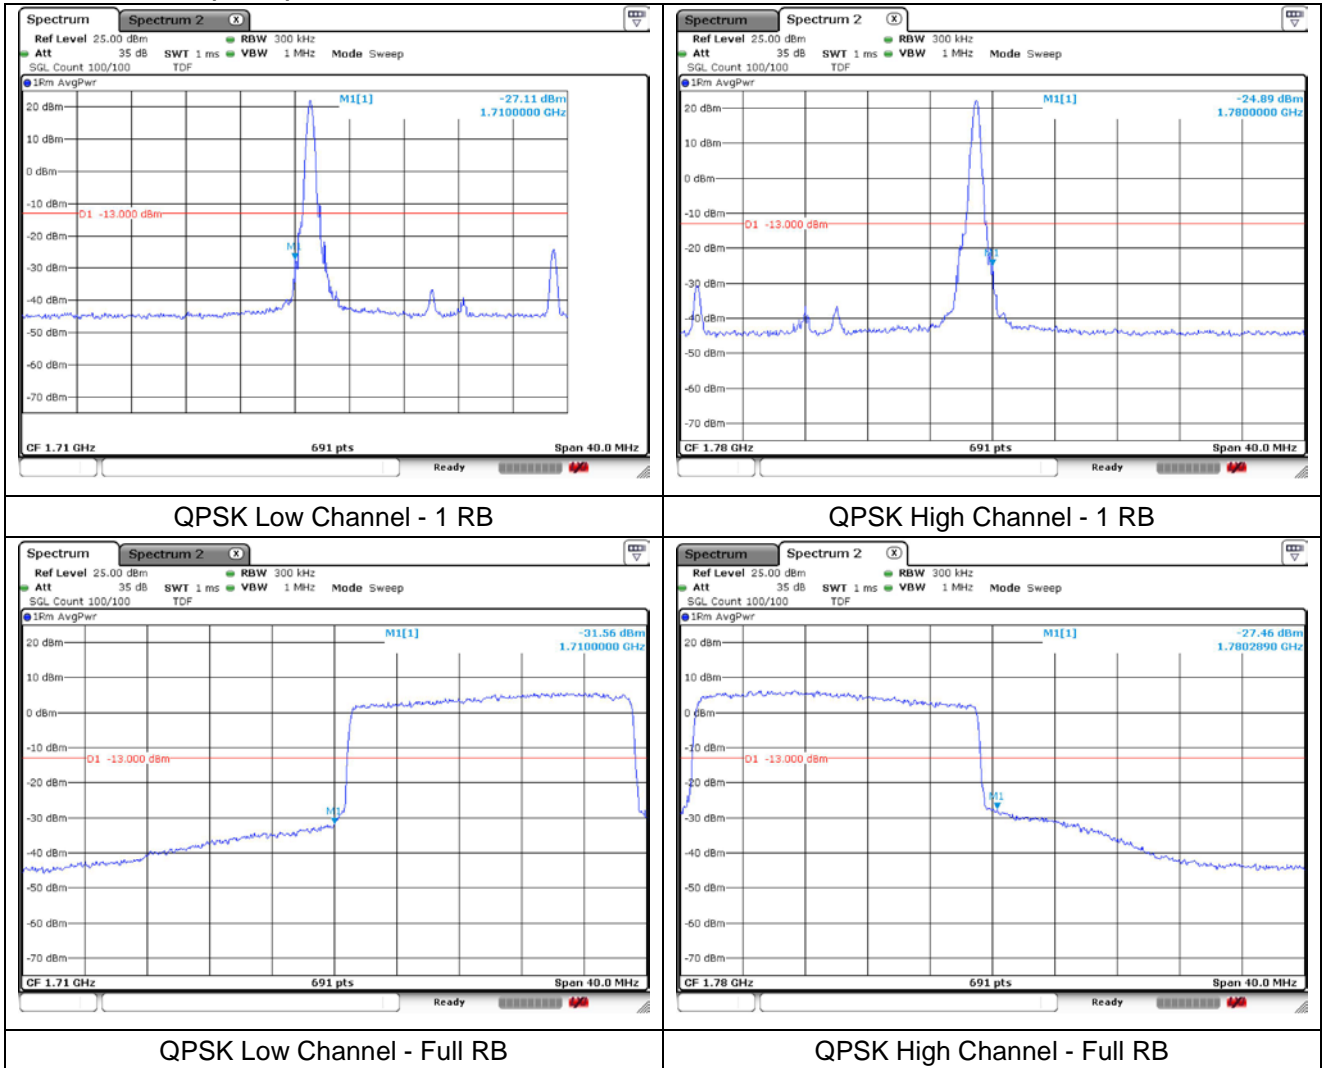 Spectrum Spectrum 2 X
Ref Level 25.00 dBm RBW 300 kHz
Att 35 dB SWT 1 ms VBW 1 MHz Mode Sweep
SGL Count 100/100 TDF
1Rm AvgPwr
M1[1] -27.11 dBm
1.7100000 GHz
20 dBm
10 dBm
0 dBm
-10 dBm
D1 -13.000 dBm
-20 dBm
M1
-30 dBm
-40 dBm
-50 dBm
-60 dBm
-70 dBm
CF 1.71 GHz 691 pts Span 40.0 MHz
Ready
QPSK Low Channel - 1 RB
Spectrum Spectrum 2 X
Ref Level 25.00 dBm RBW 300 kHz
Att 35 dB SWT 1 ms VBW 1 MHz Mode Sweep
SGL Count 100/100 TDF
1Rm AvgPwr
M1[1] -24.89 dBm
1.7800000 GHz
20 dBm
10 dBm
0 dBm
-10 dBm
D1 -13.000 dBm
-20 dBm
M1
-30 dBm
-40 dBm
-50 dBm
-60 dBm
-70 dBm
CF 1.78 GHz 691 pts Span 40.0 MHz
Ready
QPSK High Channel - 1 RB
Spectrum Spectrum 2 X
Ref Level 25.00 dBm RBW 300 kHz
Att 35 dB SWT 1 ms VBW 1 MHz Mode Sweep
SGL Count 100/100 TDF
1Rm AvgPwr
M1[1] -31.56 dBm
1.7100000 GHz
20 dBm
10 dBm
0 dBm
-10 dBm
D1 -13.000 dBm
-20 dBm
M1
-30 dBm
-40 dBm
-50 dBm
-60 dBm
-70 dBm
CF 1.71 GHz 691 pts Span 40.0 MHz
Ready
QPSK Low Channel - Full RB
Spectrum Spectrum 2 X
Ref Level 25.00 dBm RBW 300 kHz
Att 35 dB SWT 1 ms VBW 1 MHz Mode Sweep
SGL Count 100/100 TDF
1Rm AvgPwr
M1[1] -27.46 dBm
1.7802890 GHz
20 dBm
10 dBm
0 dBm
-10 dBm
D1 -13.000 dBm
-20 dBm
M1
-30 dBm
-40 dBm
-50 dBm
-60 dBm
-70 dBm
CF 1.78 GHz 691 pts Span 40.0 MHz
Ready
QPSK High Channel - Full RB